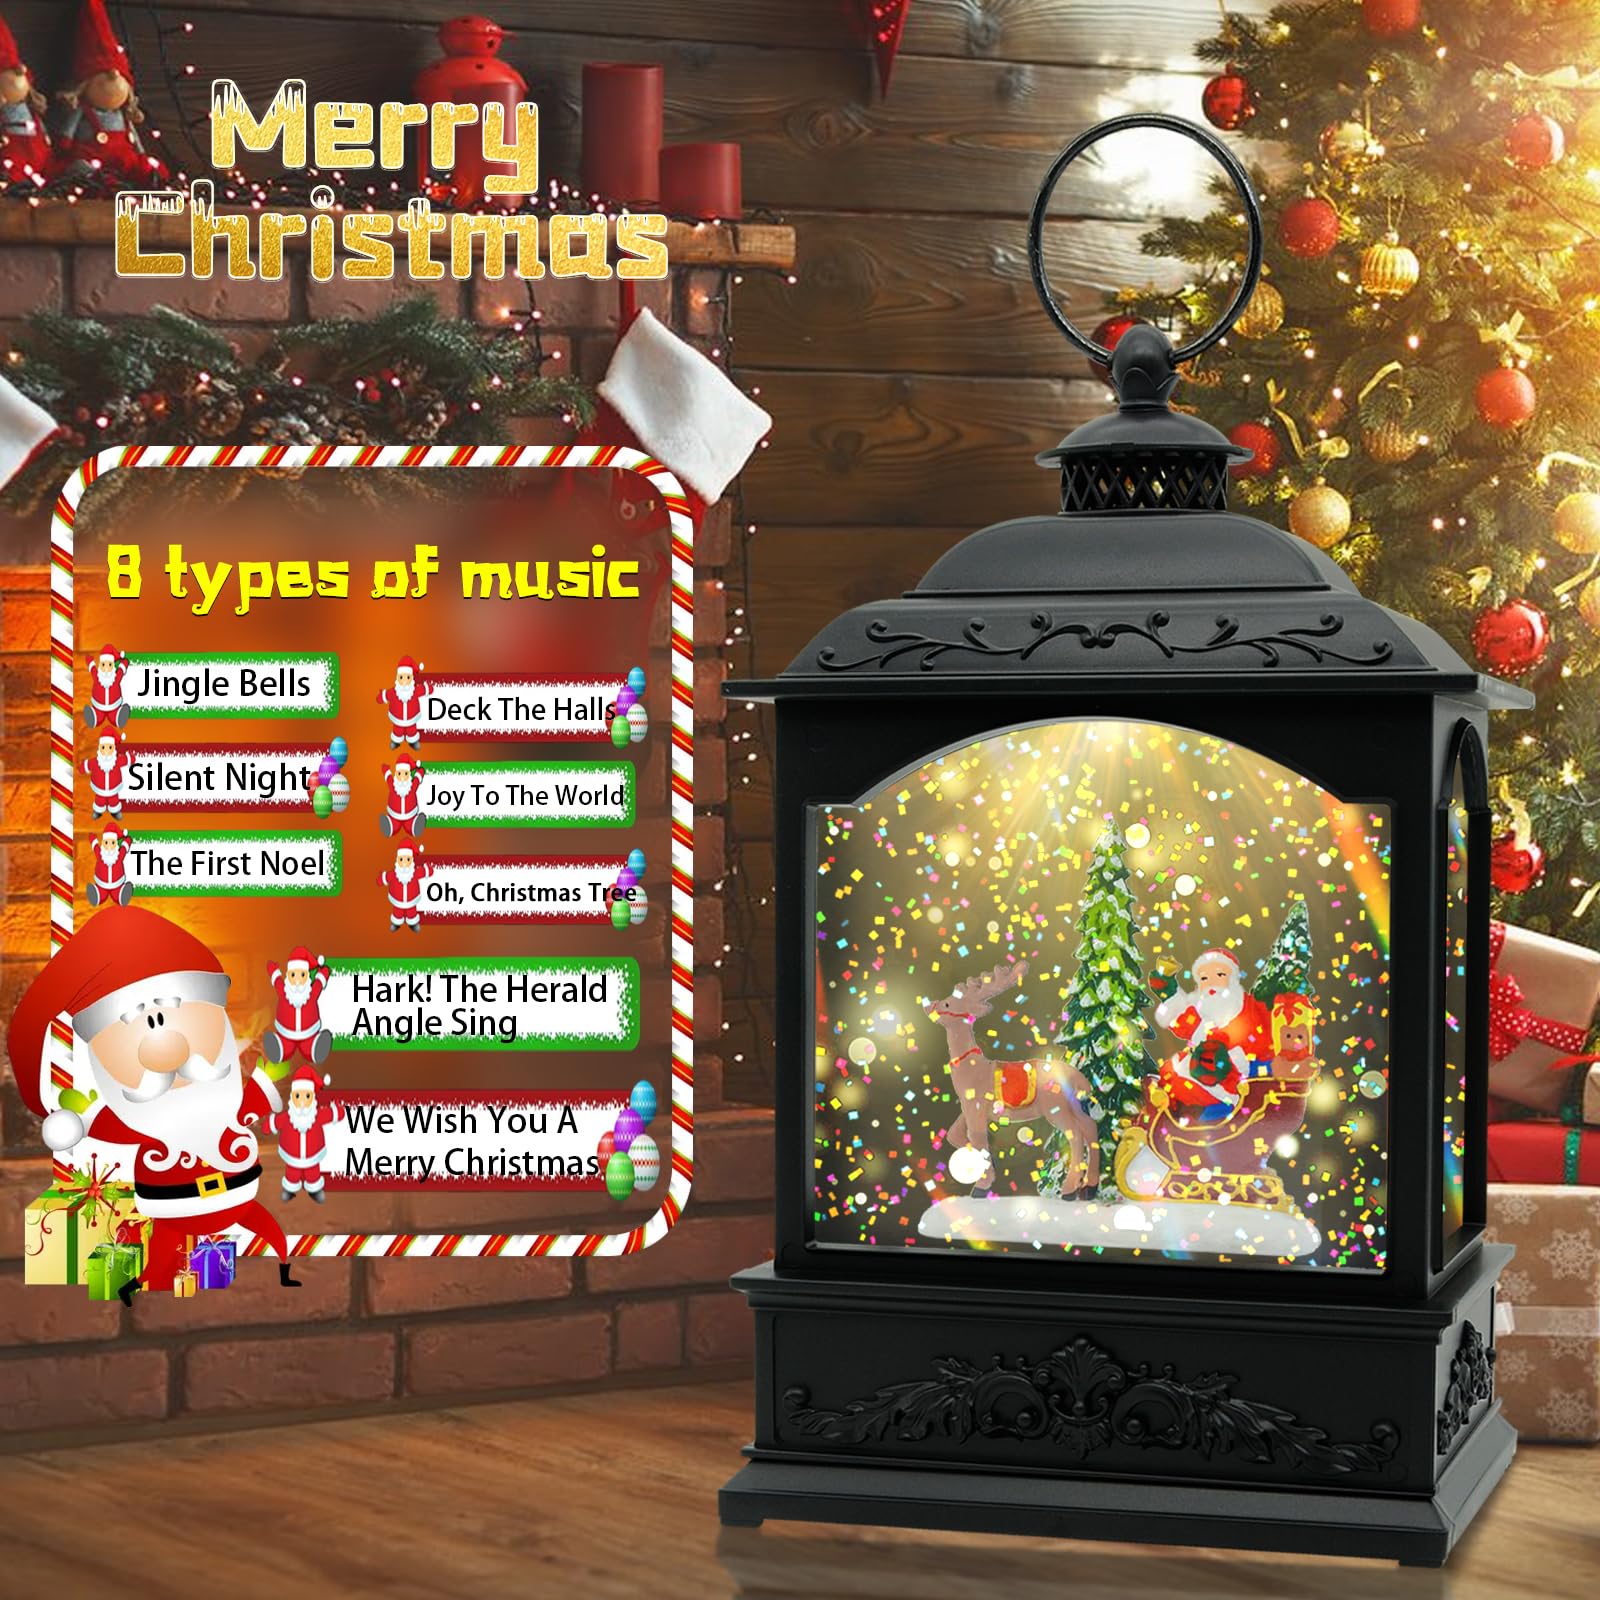 Merry
Christmas
8 types of music
Jingle Bells
Deck The Halls
Silent Night
Joy To The World
The First Noel
Oh, Christmas Tree
Hark! The Herald
Angle Sing
We Wish You A
Merry Christmas